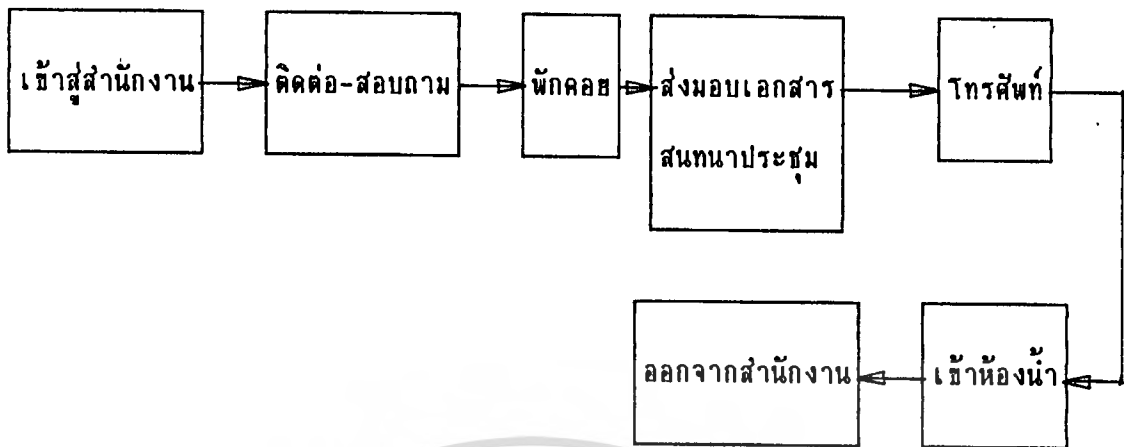 เข้าสู่สำนักงาน
ติดต่อ-สอบถาม
พักคอย
ส่งมอบเอกสาร
สนทนาประชุม
โทรศัพท์
เข้าห้องน้ำ
ออกจากสำนักงาน